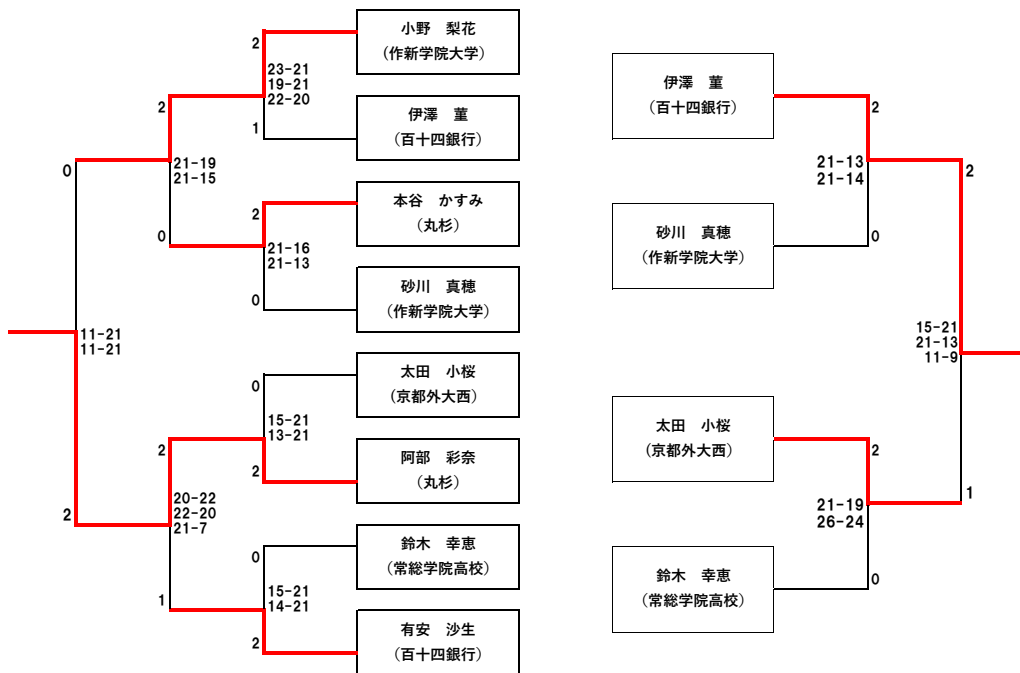 2
小野　梨花
(作新学院大学)
23-21
19-21
22-20
2
1
伊澤　菫
(百十四銀行)
0
21-19
21-15
2
本谷　かすみ
(丸杉)
0
21-16
21-13
0
砂川　真穂
(作新学院大学)
11-21
11-21
0
太田　小桜
(京都外大西)
15-21
13-21
2
2
阿部　彩奈
(丸杉)
2
20-22
22-20
21-7
0
鈴木　幸恵
(常総学院高校)
1
15-21
14-21
2
有安　沙生
(百十四銀行)
伊澤　菫
(百十四銀行)
2
21-13
21-14
2
砂川　真穂
(作新学院大学)
0
15-21
21-13
11-9
太田　小桜
(京都外大西)
2
21-19
26-24
1
鈴木　幸恵
(常総学院高校)
0